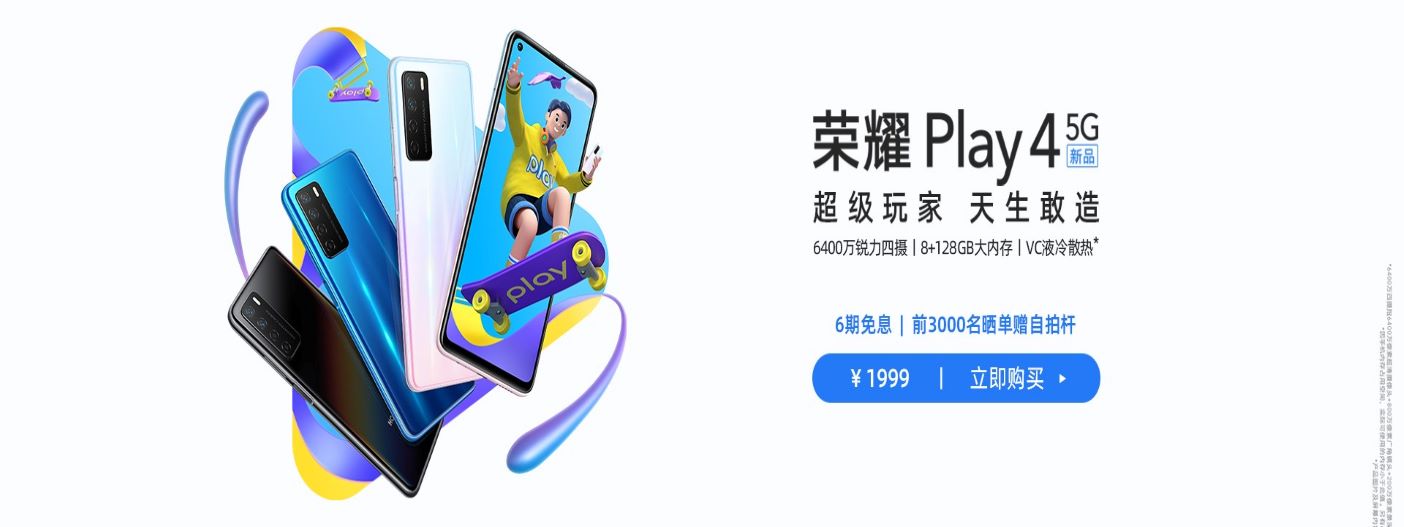 荣耀 Play 4 5G
新品
超级玩家 天生敢造
6400万锐力四摄 | 8+128GB大内存 | VC液冷散热*
6期免息 | 前3000名晒单赠自拍杆
¥ 1999 | 立即购买
play
play
play